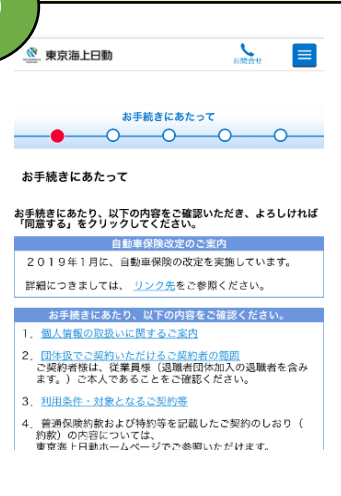 東京海上日動
お問合せ
お手続きにあたって
お手続きにあたって
お手続きにあたり、以下の内容をご確認いただき、よろしければ
「同意する」をクリックしてください。
自動車保険改定のご案内
２０１９年１月に、自動車保険の改定を実施しています。
詳細につきましては、リンク先をご参照ください。
お手続きにあたり、以下の内容をご確認ください。
1．個人情報の取扱いに関するご案内
2．団体扱でご契約いただけるご契約者の範囲
ご契約者様は、従業員様（退職者団体加入の退職者を含み
ます。）ご本人であることをご確認ください。
3．利用条件・対象となるご契約等
4．普通保険約款および特約等を記載したご契約のしおり（
約款）の内容については、
東京海上日動ホームページでご参照いただけます。